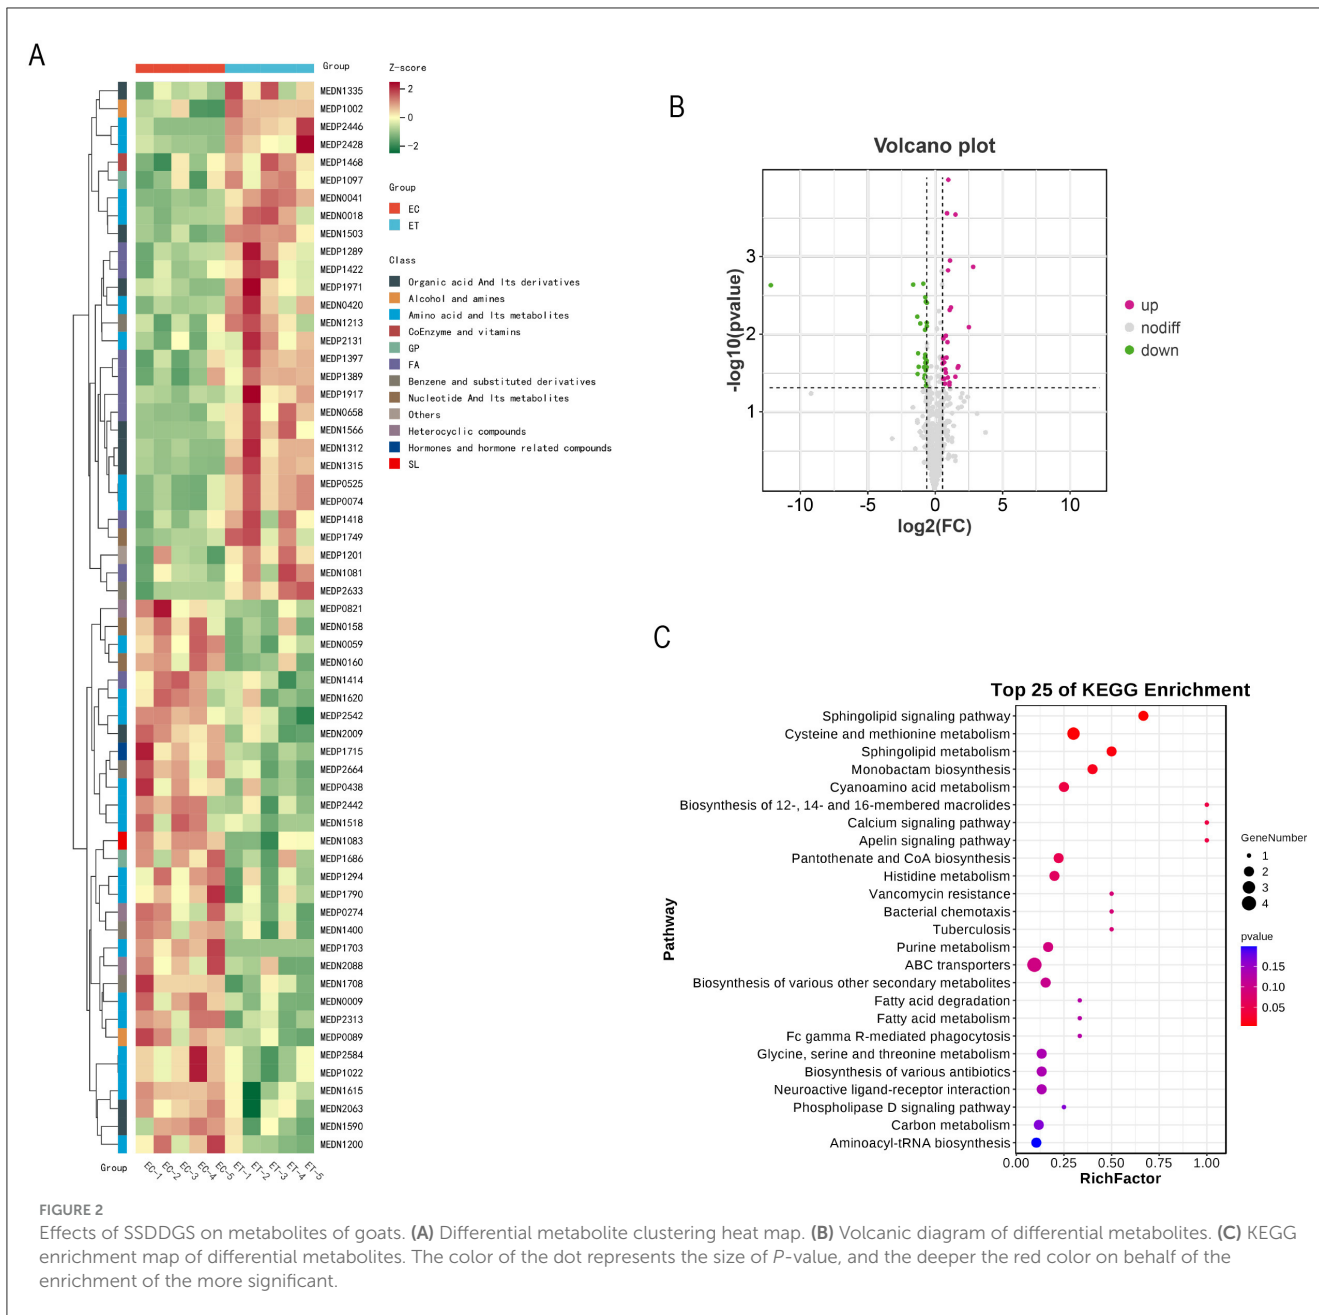 A
Group
MEDN1335
MEDP1002
MEDP2446
MEDP2428
MEDP1468
MEDP1097
MEDN0041
MEDN0018
MEDN1503
MEDP1289
MEDP1422
MEDP1971
MEDN0420
MEDN1213
MEDP2131
MEDP1397
MEDP1389
MEDP1917
MEDN0658
MEDN1566
MEDN1312
MEDN1315
MEDP0525
MEDP0074
MEDP1418
MEDP1749
MEDP1201
MEDN1081
MEDP2633
MEDP0821
MEDN0158
MEDN0059
MEDN0160
MEDN1414
MEDN1620
MEDP2542
MEDN2009
MEDP1715
MEDP2664
MEDP0438
MEDP2442
MEDN1518
MEDN1083
MEDP1686
MEDP1294
MEDP1790
MEDP0274
MEDN1400
MEDP1703
MEDN2088
MEDN1708
MEDN0009
MEDP2313
MEDP0089
MEDP2584
MEDP1022
MEDN1615
MEDN2063
MEDN1590
MEDN1200
Group
EC-1
EC-2
EC-3
EC-4
EC-5
ET-1
ET-2
ET-3
ET-4
ET-5
Z-score
2
0
-2
Group
EC
ET
Class
Organic acid And Its derivatives
Alcohol and amines
Amino acid and Its metabolites
CoEnzyme and vitamins
GP
FA
Benzene and substituted derivatives
Nucleotide And Its metabolites
Others
Heterocyclic compounds
Hormones and hormone related compounds
SL
B
Volcano plot
-log10(pvalue)
3
2
1
-10
-5
0
5
10
log2(FC)
up
nodiff
down
C
Top 25 of KEGG Enrichment
Pathway
Sphingolipid signaling pathway
Cysteine and methionine metabolism
Sphingolipid metabolism
Monobactam biosynthesis
Cyanoamino acid metabolism
Biosynthesis of 12-, 14- and 16-membered macrolides
Calcium signaling pathway
Apelin signaling pathway
Pantothenate and CoA biosynthesis
Histidine metabolism
Vancomycin resistance
Bacterial chemotaxis
Tuberculosis
Purine metabolism
ABC transporters
Biosynthesis of various other secondary metabolites
Fatty acid degradation
Fatty acid metabolism
Fc gamma R-mediated phagocytosis
Glycine, serine and threonine metabolism
Biosynthesis of various antibiotics
Neuroactive ligand-receptor interaction
Phospholipase D signaling pathway
Carbon metabolism
Aminoacyl-tRNA biosynthesis
0.00
0.25
0.50
0.75
1.00
RichFactor
GeneNumber
1
2
3
4
pvalue
0.15
0.10
0.05
FIGURE 2
Effects of SSDDGS on metabolites of goats. (A) Differential metabolite clustering heat map. (B) Volcanic diagram of differential metabolites. (C) KEGG
enrichment map of differential metabolites. The color of the dot represents the size of P-value, and the deeper the red color on behalf of the
enrichment of the more significant.